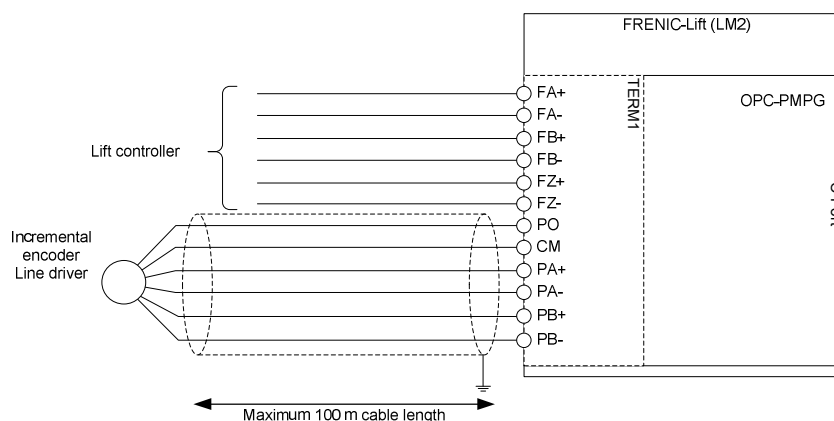 FRENIC-Lift (LM2)
TERM1
OPC-PMPG
FA+
FA-
FB+
FB-
FZ+
FZ-
PO
CM
PA+
PA-
PB+
PB-
Lift controller
Incremental
encoder
Line driver
Maximum 100 m cable length